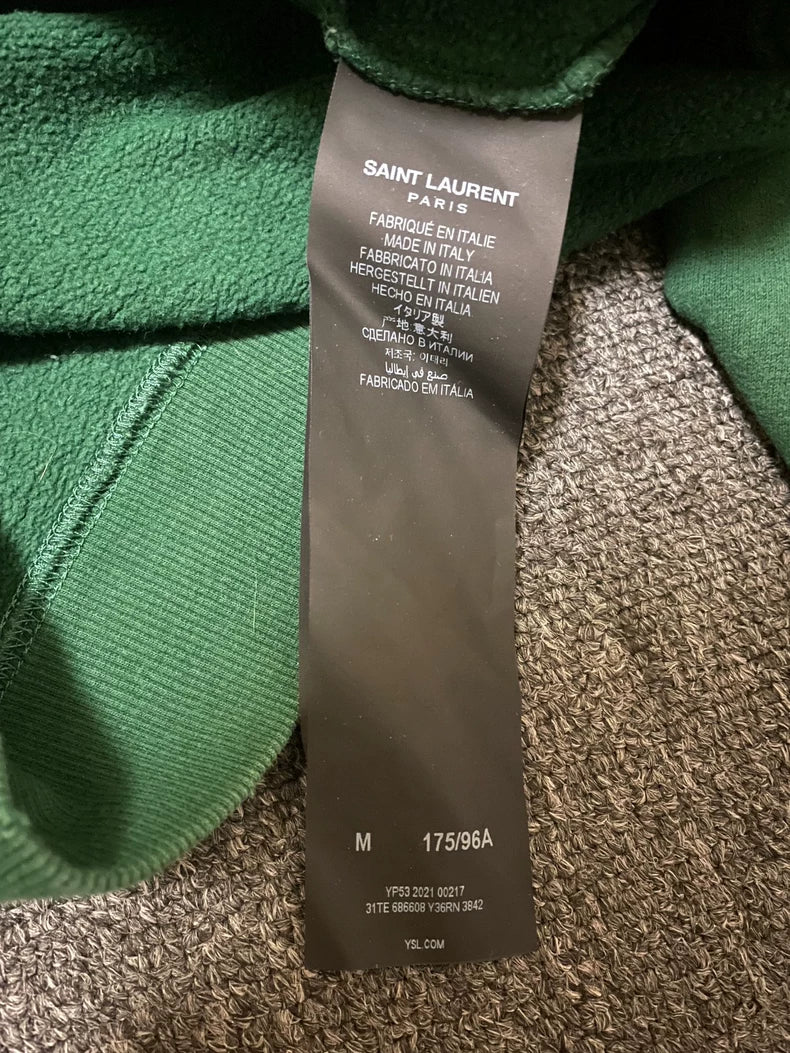 SAINT LAURENT
PARIS
FABRIQUÉ EN ITALIE
MADE IN ITALY
FABBRICATO IN ITALIA
HERGESTELLT IN ITALIEN
HECHO EN ITALIA
イタリア製
产地 意大利
СДЕЛАНО В ИТАЛИИ
제조국: 이태리
صنع في إيطاليا
FABRICADO EM ITÁLIA
M 175/96A
YP53 2021 00217
31TE 686608 Y36RN 3842
YSL.COM